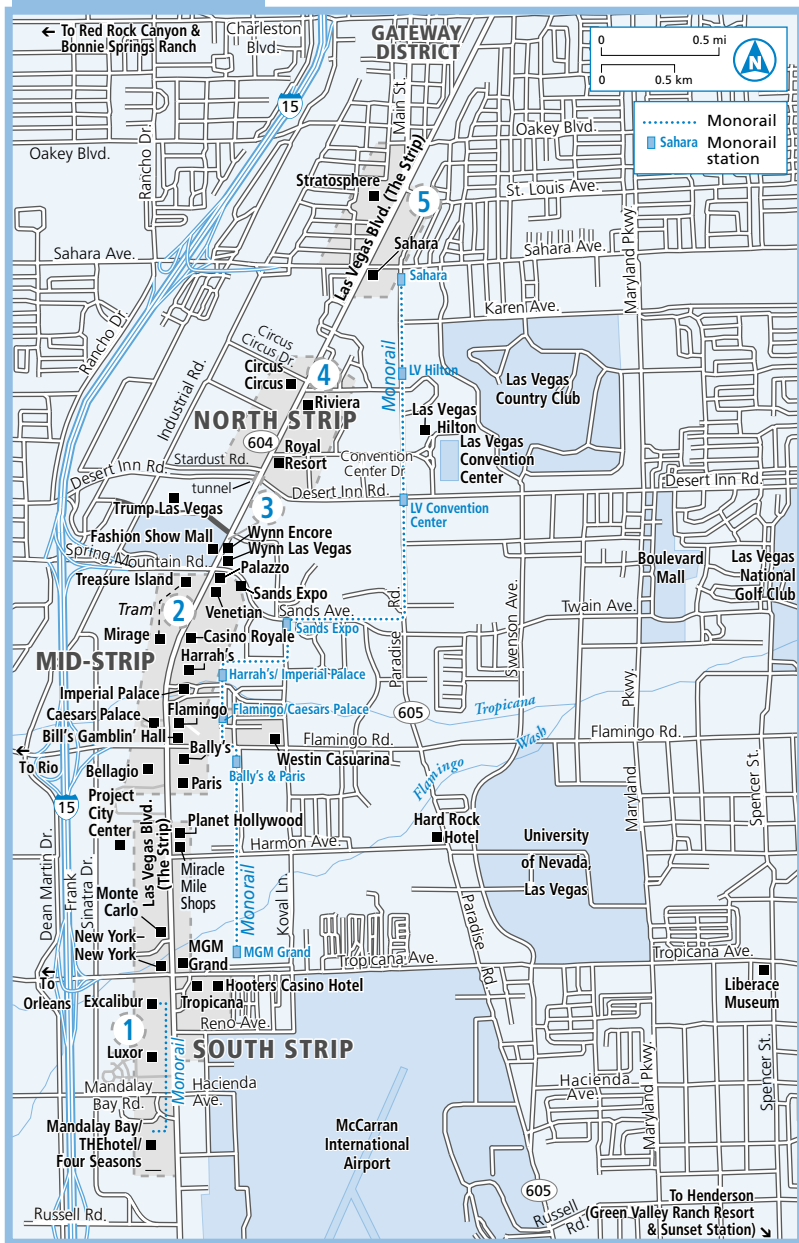 ← To Red Rock Canyon &
Bonnie Springs Ranch
Charleston
Blvd.
GATEWAY
DISTRICT
0 0.5 mi
0 0.5 km
N
Monorail
Sahara Monorail
station
15
Main St.
Oakey Blvd.
Oakey Blvd.
Rancho Dr.
Stratosphere
Las Vegas Blvd. (The Strip)
St. Louis Ave.
5
Maryland Pkwy.
Sahara
Sahara Ave.
Sahara Ave.
Sahara
Karen Ave.
Rancho Dr.
Industrial Rd.
Circus
Circus Dr.
Monorail
Circus
Circus
4
LV Hilton
Las Vegas
Country Club
Riviera
NORTH STRIP
Las Vegas
Hilton
604
Royal
Resort
Las Vegas
Convention
Center
Stardust Rd.
Convention
Center Dr
Desert Inn Rd.
tunnel
Desert Inn Rd.
Desert Inn Rd.
Trump Las Vegas
3
LV Convention
Center
Fashion Show Mall
Wynn Encore
Wynn Las Vegas
Spring Mountain Rd.
Palazzo
Boulevard
Mall
Las Vegas
National
Golf Club
Treasure Island
Sands Expo
Venetian
Tram
2
Sands Ave.
Paradise Rd.
Swenson Ave.
Twain Ave.
Mirage
Casino Royale
Sands Expo
MID-STRIP
Harrah's
Harrah's/ Imperial Palace
Imperial Palace
Pkwy.
Tropicana
Wash
Caesars Palace
Flamingo
Flamingo/Caesars Palace
605
Bill's Gamblin' Hall
Flamingo Rd.
Flamingo Rd.
←
To Rio
Bally's
Westin Casuarina
Flamingo
Bellagio
Bally's & Paris
Paris
15
Project
City
Center
Las Vegas Blvd.
(The Strip)
Planet Hollywood
Hard Rock
Hotel
Maryland
Spencer St.
Harmon Ave.
University
of Nevada,
Las Vegas
Miracle
Mile
Shops
Dean Martin Dr.
Frank
Sinatra Dr.
Monte
Carlo
Monorail
Koval Ln.
Paradise
Rd.
New York–
New York
MGM
Grand
MGM Grand
Tropicana Ave.
Tropicana Ave.
←
To
Orleans
Excalibur
Tropicana
Hooters Casino Hotel
Liberace
Museum
Reno Ave.
1
Luxor
SOUTH STRIP
Monorail
Mandalay
Bay Rd.
Hacienda
Ave.
Hacienda
Ave.
Maryland Pkwy.
Spencer St.
Mandalay Bay/
THEhotel/
Four Seasons
McCarran
International
Airport
605
Russell Rd.
Russell
Rd.
To Henderson
(Green Valley Ranch Resort
& Sunset Station) ↘